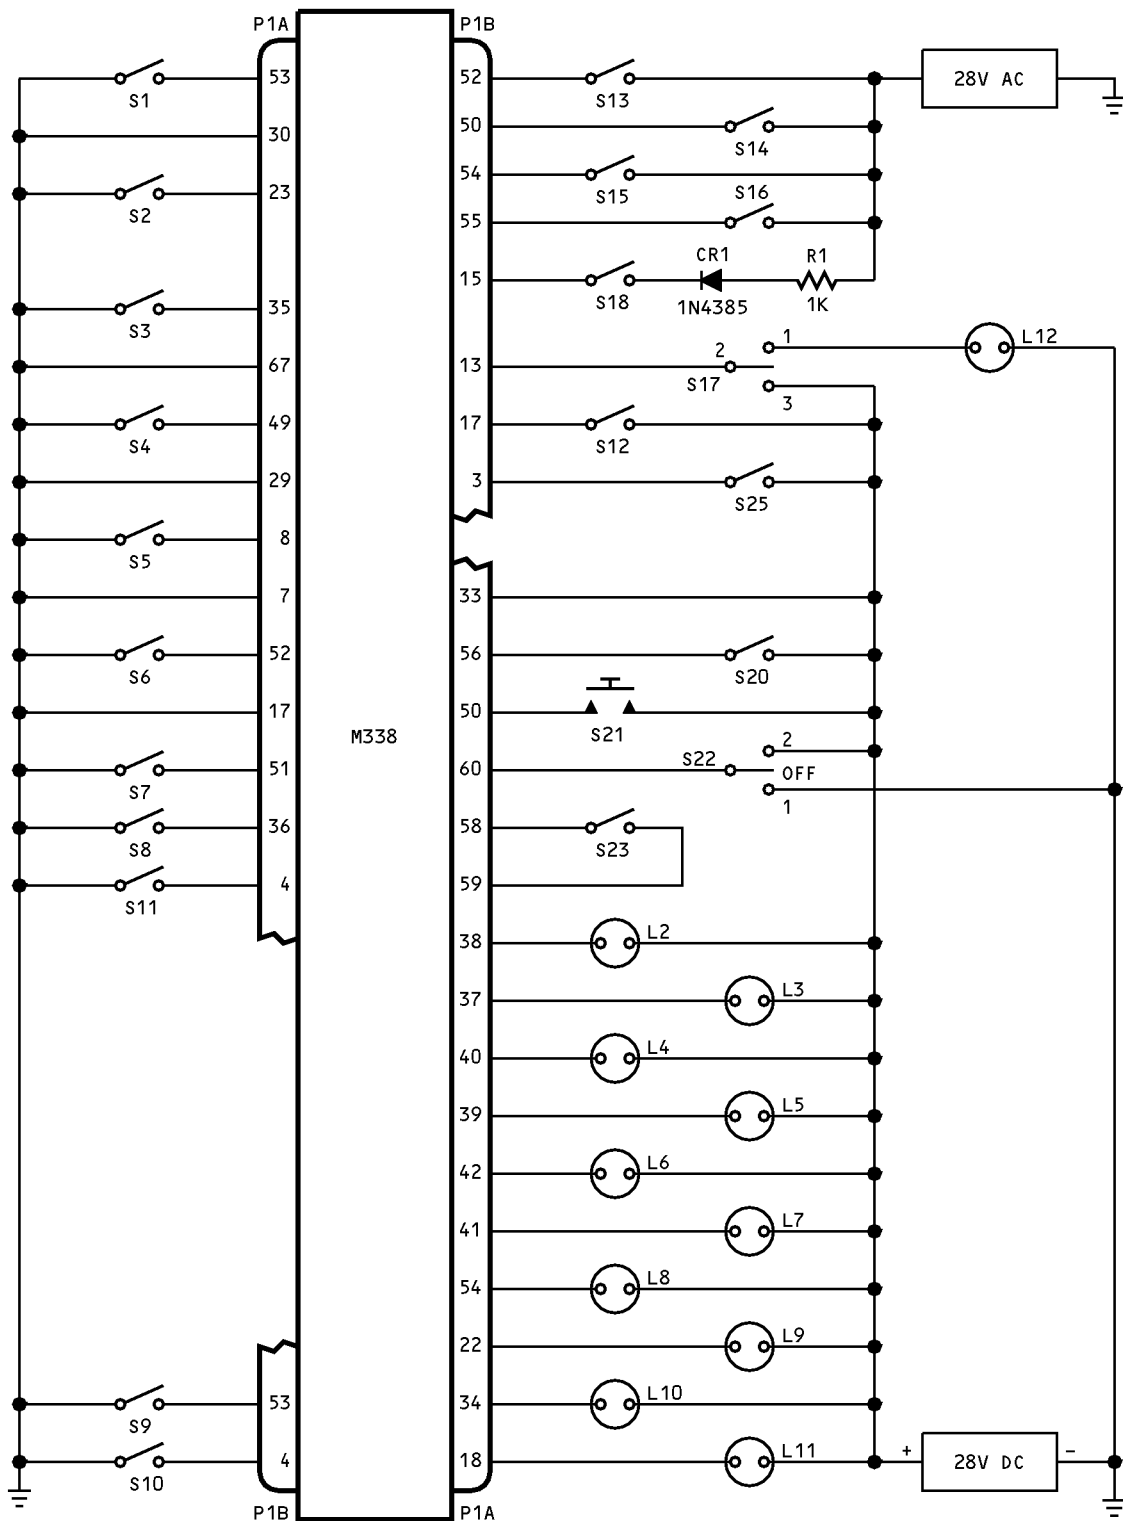 P1A
P1B
53
S1
30
23
S2
35
S3
67
49
S4
29
8
S5
7
52
S6
17
51
S7
36
S8
4
S11
53
S9
4
S10
P1B
M338
52
S13
28V AC
50
S14
54
S15
S16
55
CR1
R1
15
S18
1N4385
1K
1
L12
2
13
S17
3
17
S12
3
S25
33
56
S20
50
S21
2
S22
60
OFF
1
58
S23
59
38
L2
37
L3
40
L4
39
L5
42
L6
41
L7
54
L8
22
L9
34
L10
18
L11
+
28V DC
-
P1A